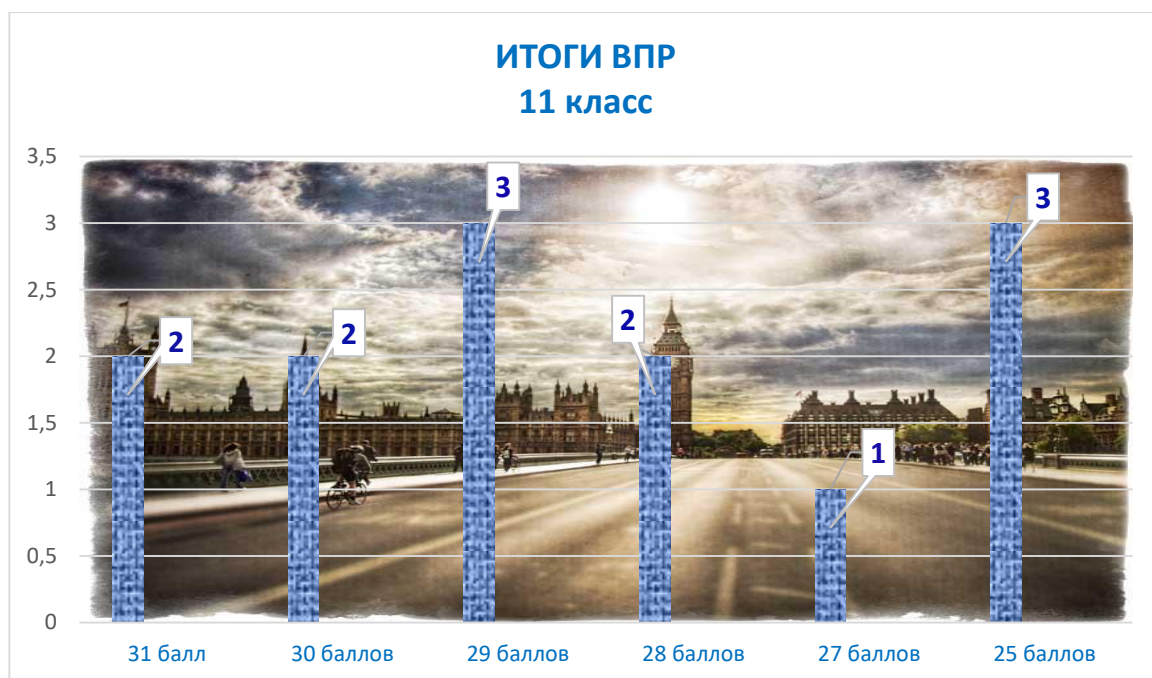 ИТОГИ ВПР
11 класс
3,5
3
2,5
2
1,5
1
0,5
0
2
2
3
2
1
3
31 балл
30 баллов
29 баллов
28 баллов
27 баллов
25 баллов